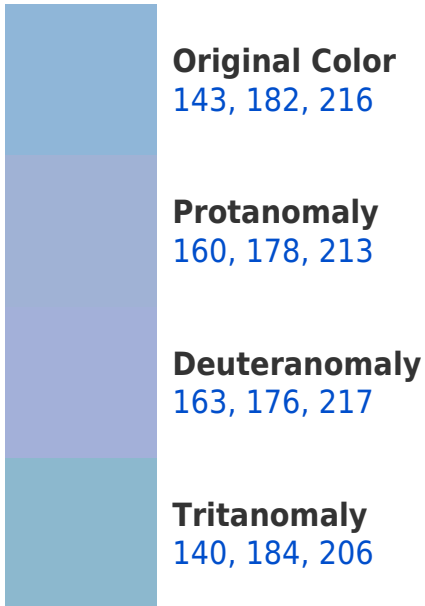 Original Color
143, 182, 216
Protanomaly
160, 178, 213
Deuteranomaly
163, 176, 217
Tritanomaly
140, 184, 206